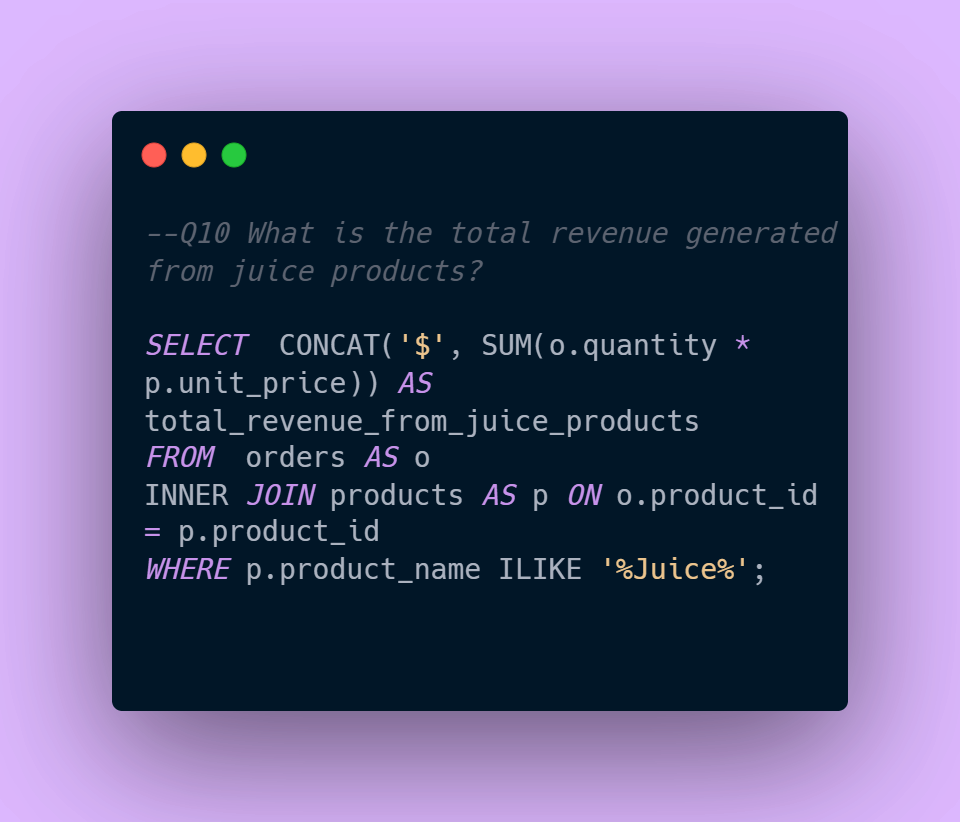 --Q10 What is the total revenue generated
from juice products?
SELECT  CONCAT('$', SUM(o.quantity *
p.unit_price)) AS
total_revenue_from_juice_products
FROM  orders AS o
INNER JOIN products AS p ON o.product_id
= p.product_id
WHERE p.product_name ILIKE '%Juice%';